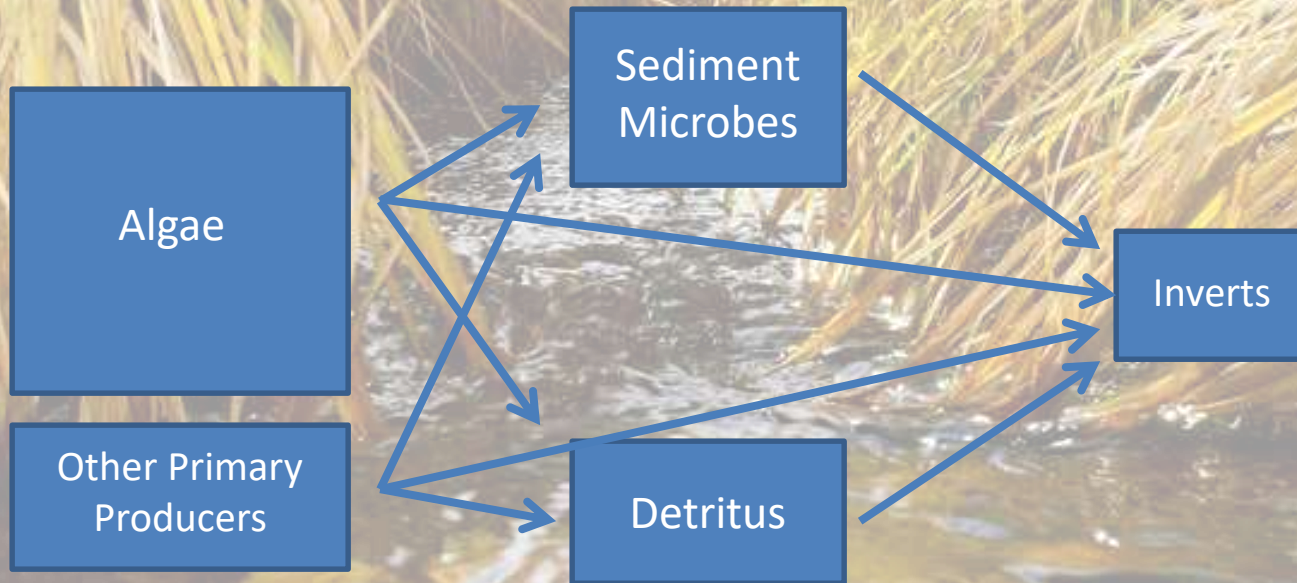 Sediment
Microbes
Algae
Inverts
Other Primary
Producers
Detritus